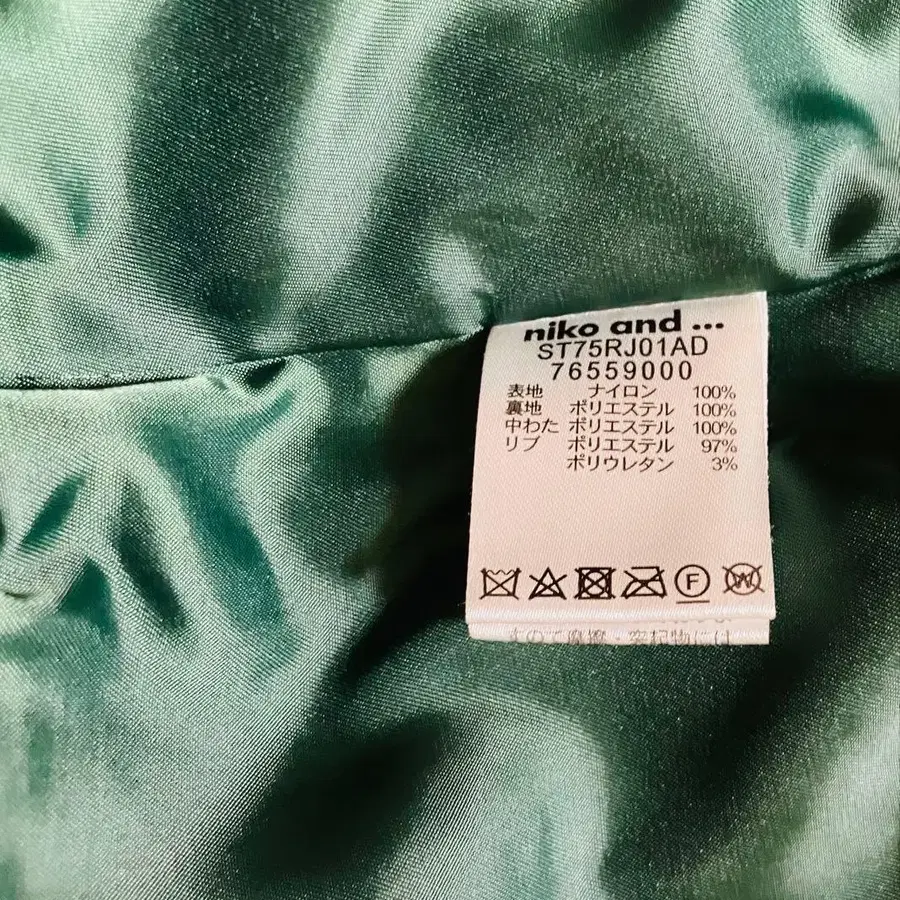 niko and ...
ST75RJ01AD
76559000
表地 ナイロン 100%
裏地 ポリエステル 100%
中わた ポリエステル 100%
リブ ポリエステル 97%
ポリウレタン 3%
F
W